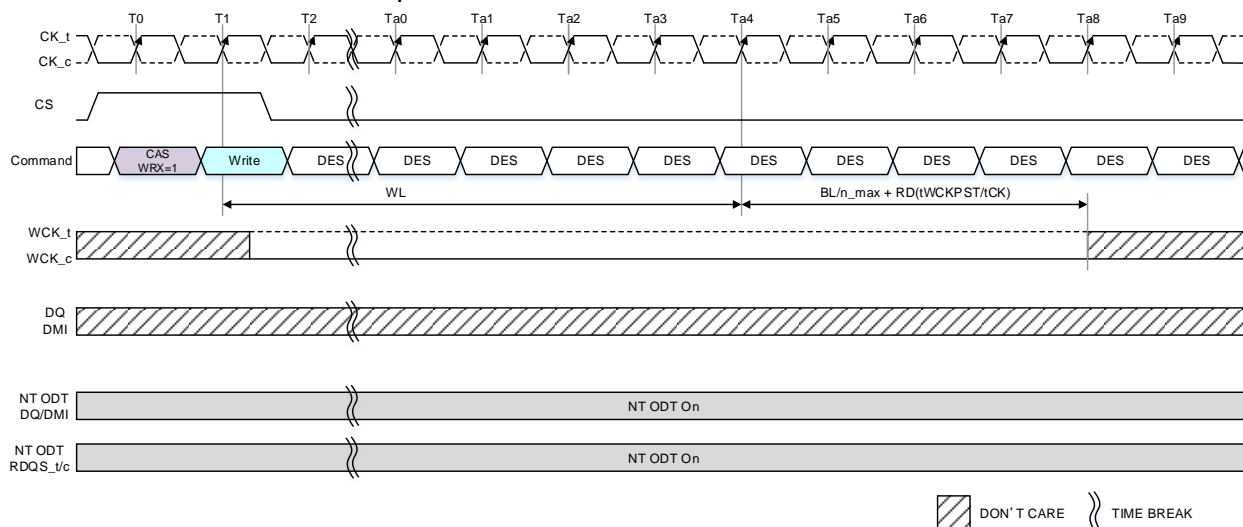 T0 T1 T2 Ta0 Ta1 Ta2 Ta3 Ta4 Ta5 Ta6 Ta7 Ta8 Ta9
CK_t
CK_c
CS
Command CAS WRX=1 Write DES DES DES DES DES DES DES DES DES DES DES
WL BL/n_max + RD(tWCKPST/tCK)
WCK_t
WCK_c
DQ
DMI
NT ODT
DQ/DMI
NT ODT On
NT ODT
RDQS_t/c
NT ODT On
DON'T CARE TIME BREAK